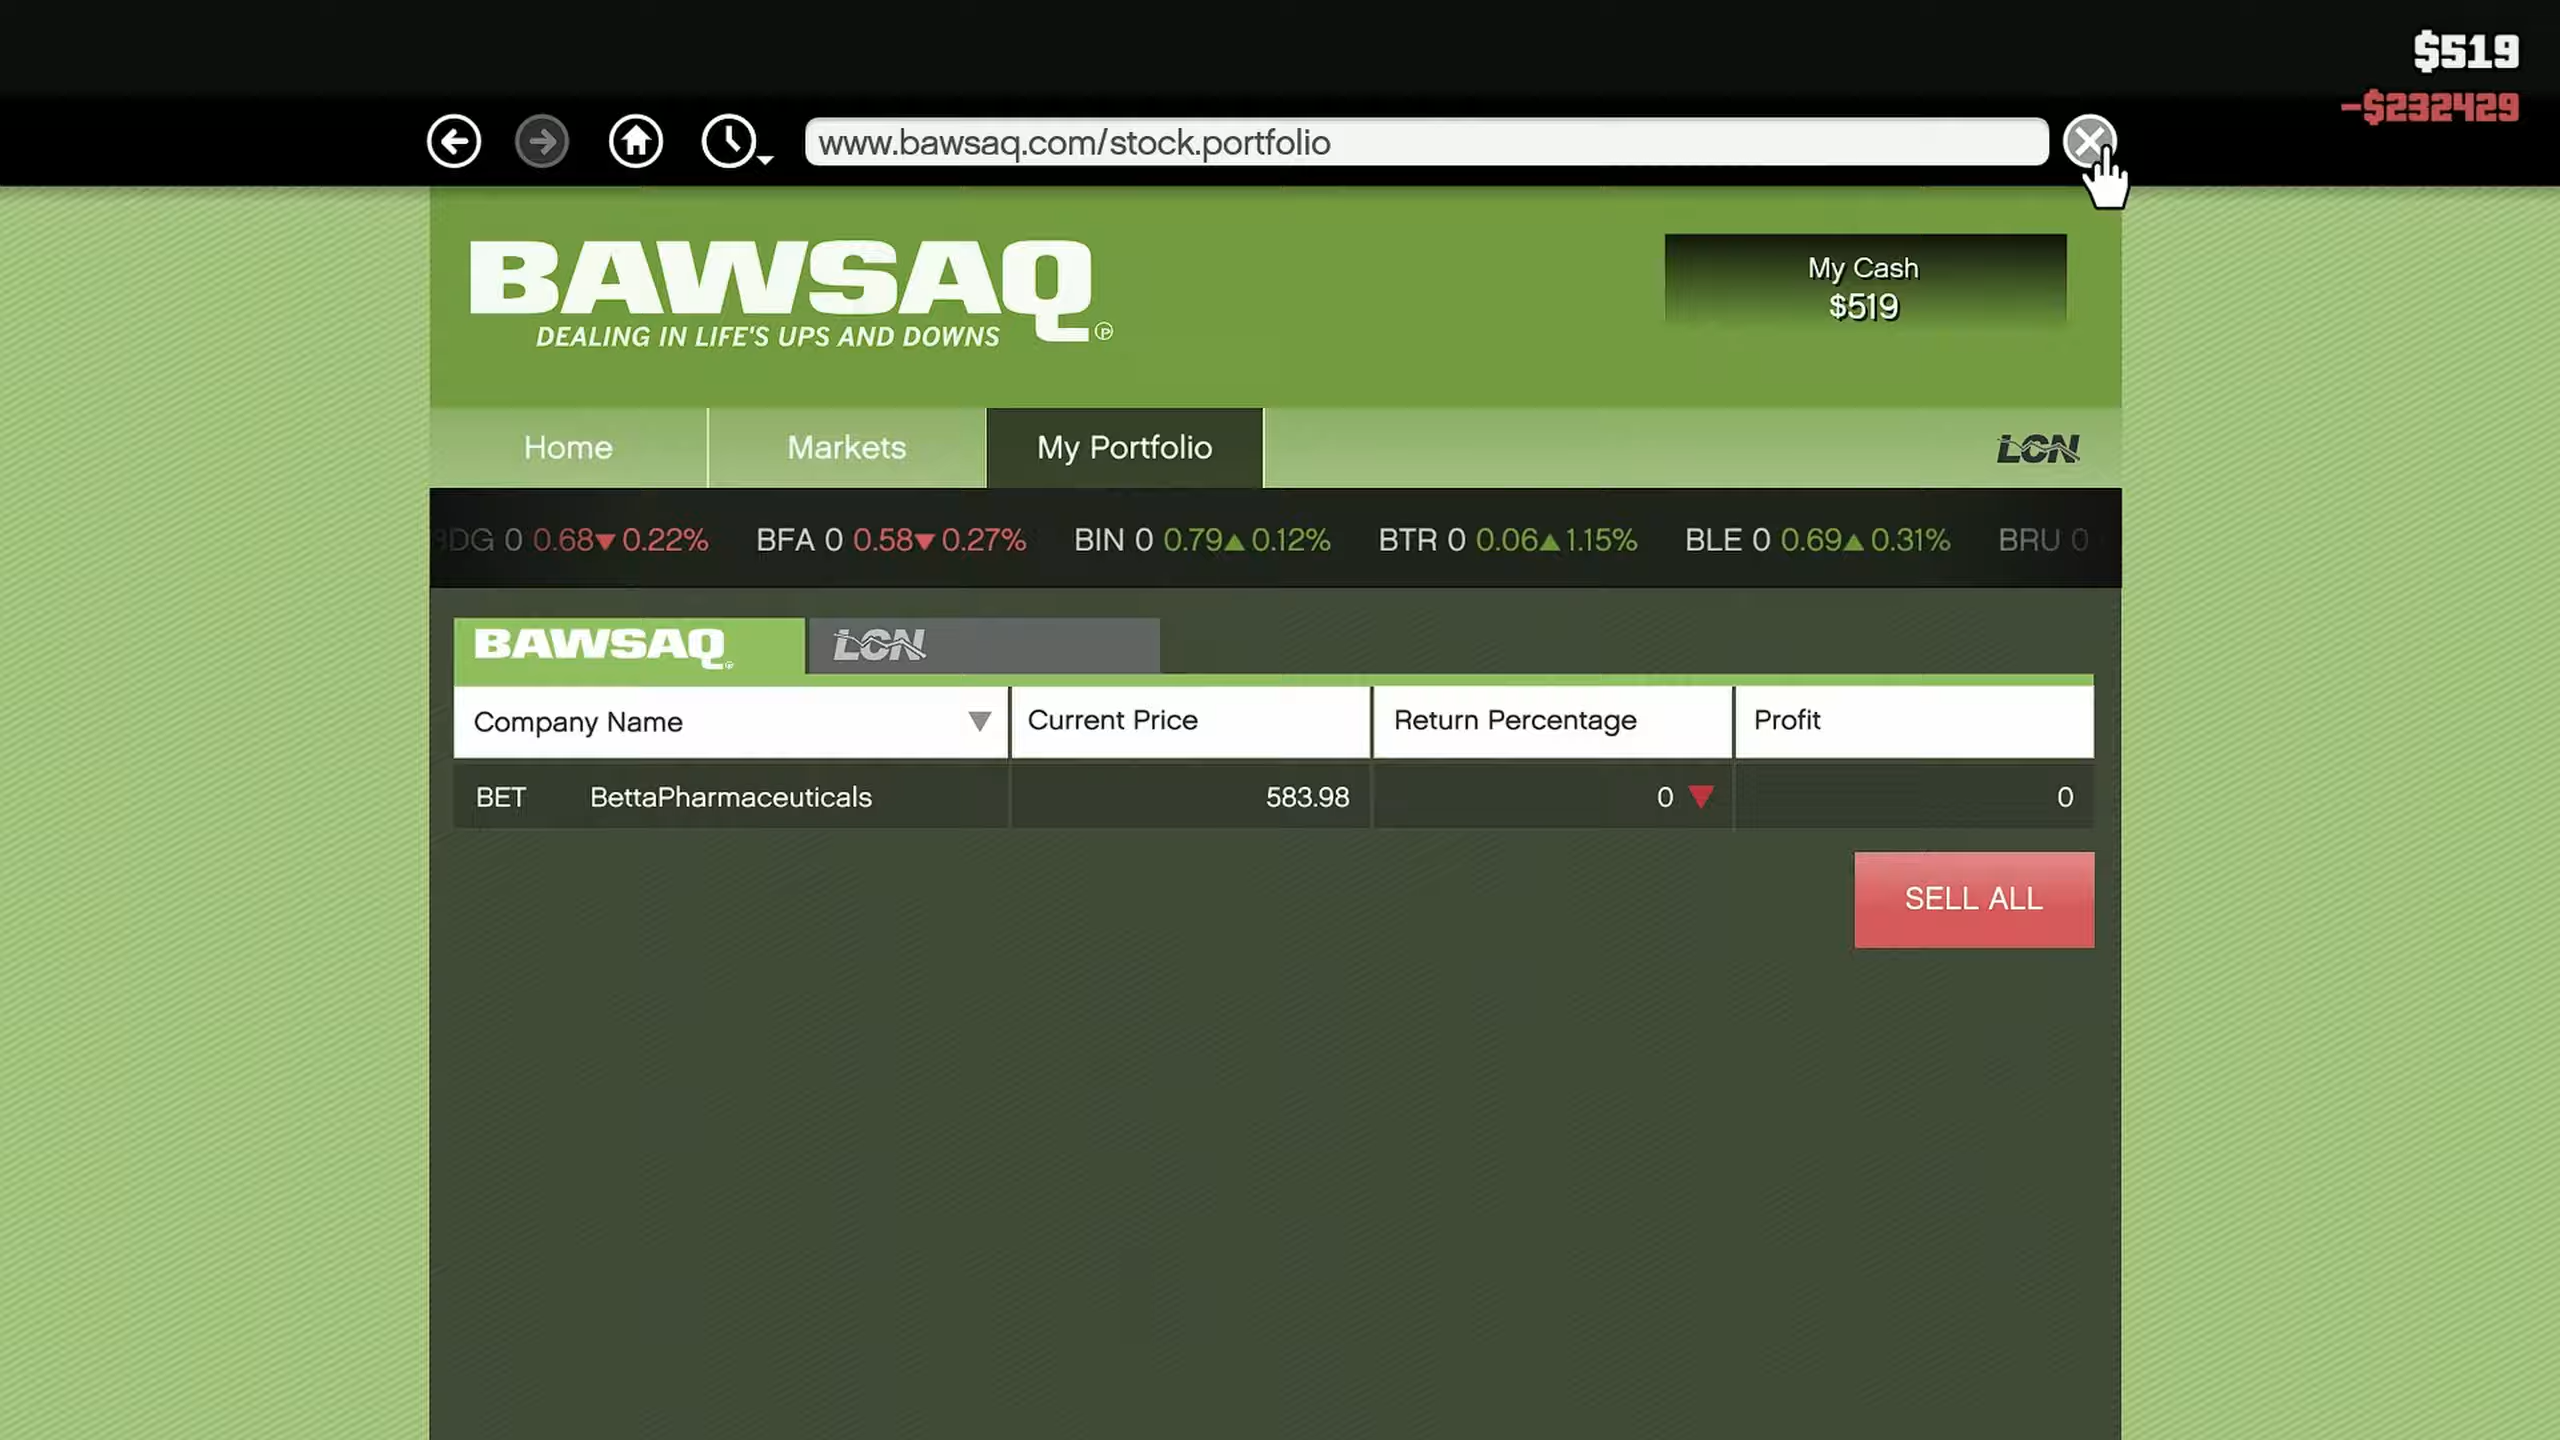 $519
-$232429
www.bawsaq.com/stock.portfolio
BAWSAQ
DEALING IN LIFE'S UPS AND DOWNS
My Cash
$519
Home Markets My Portfolio LCN
DG 0 0.68▼0.22% BFA 0 0.58▼0.27% BIN 0 0.79▲0.12% BTR 0 0.06▲1.15% BLE 0 0.69▲0.31% BRU 0
BAWSAQ LCN
Company Name ▼ Current Price Return Percentage Profit
BET BettaPharmaceuticals 583.98 0 ▼ 0
SELL ALL